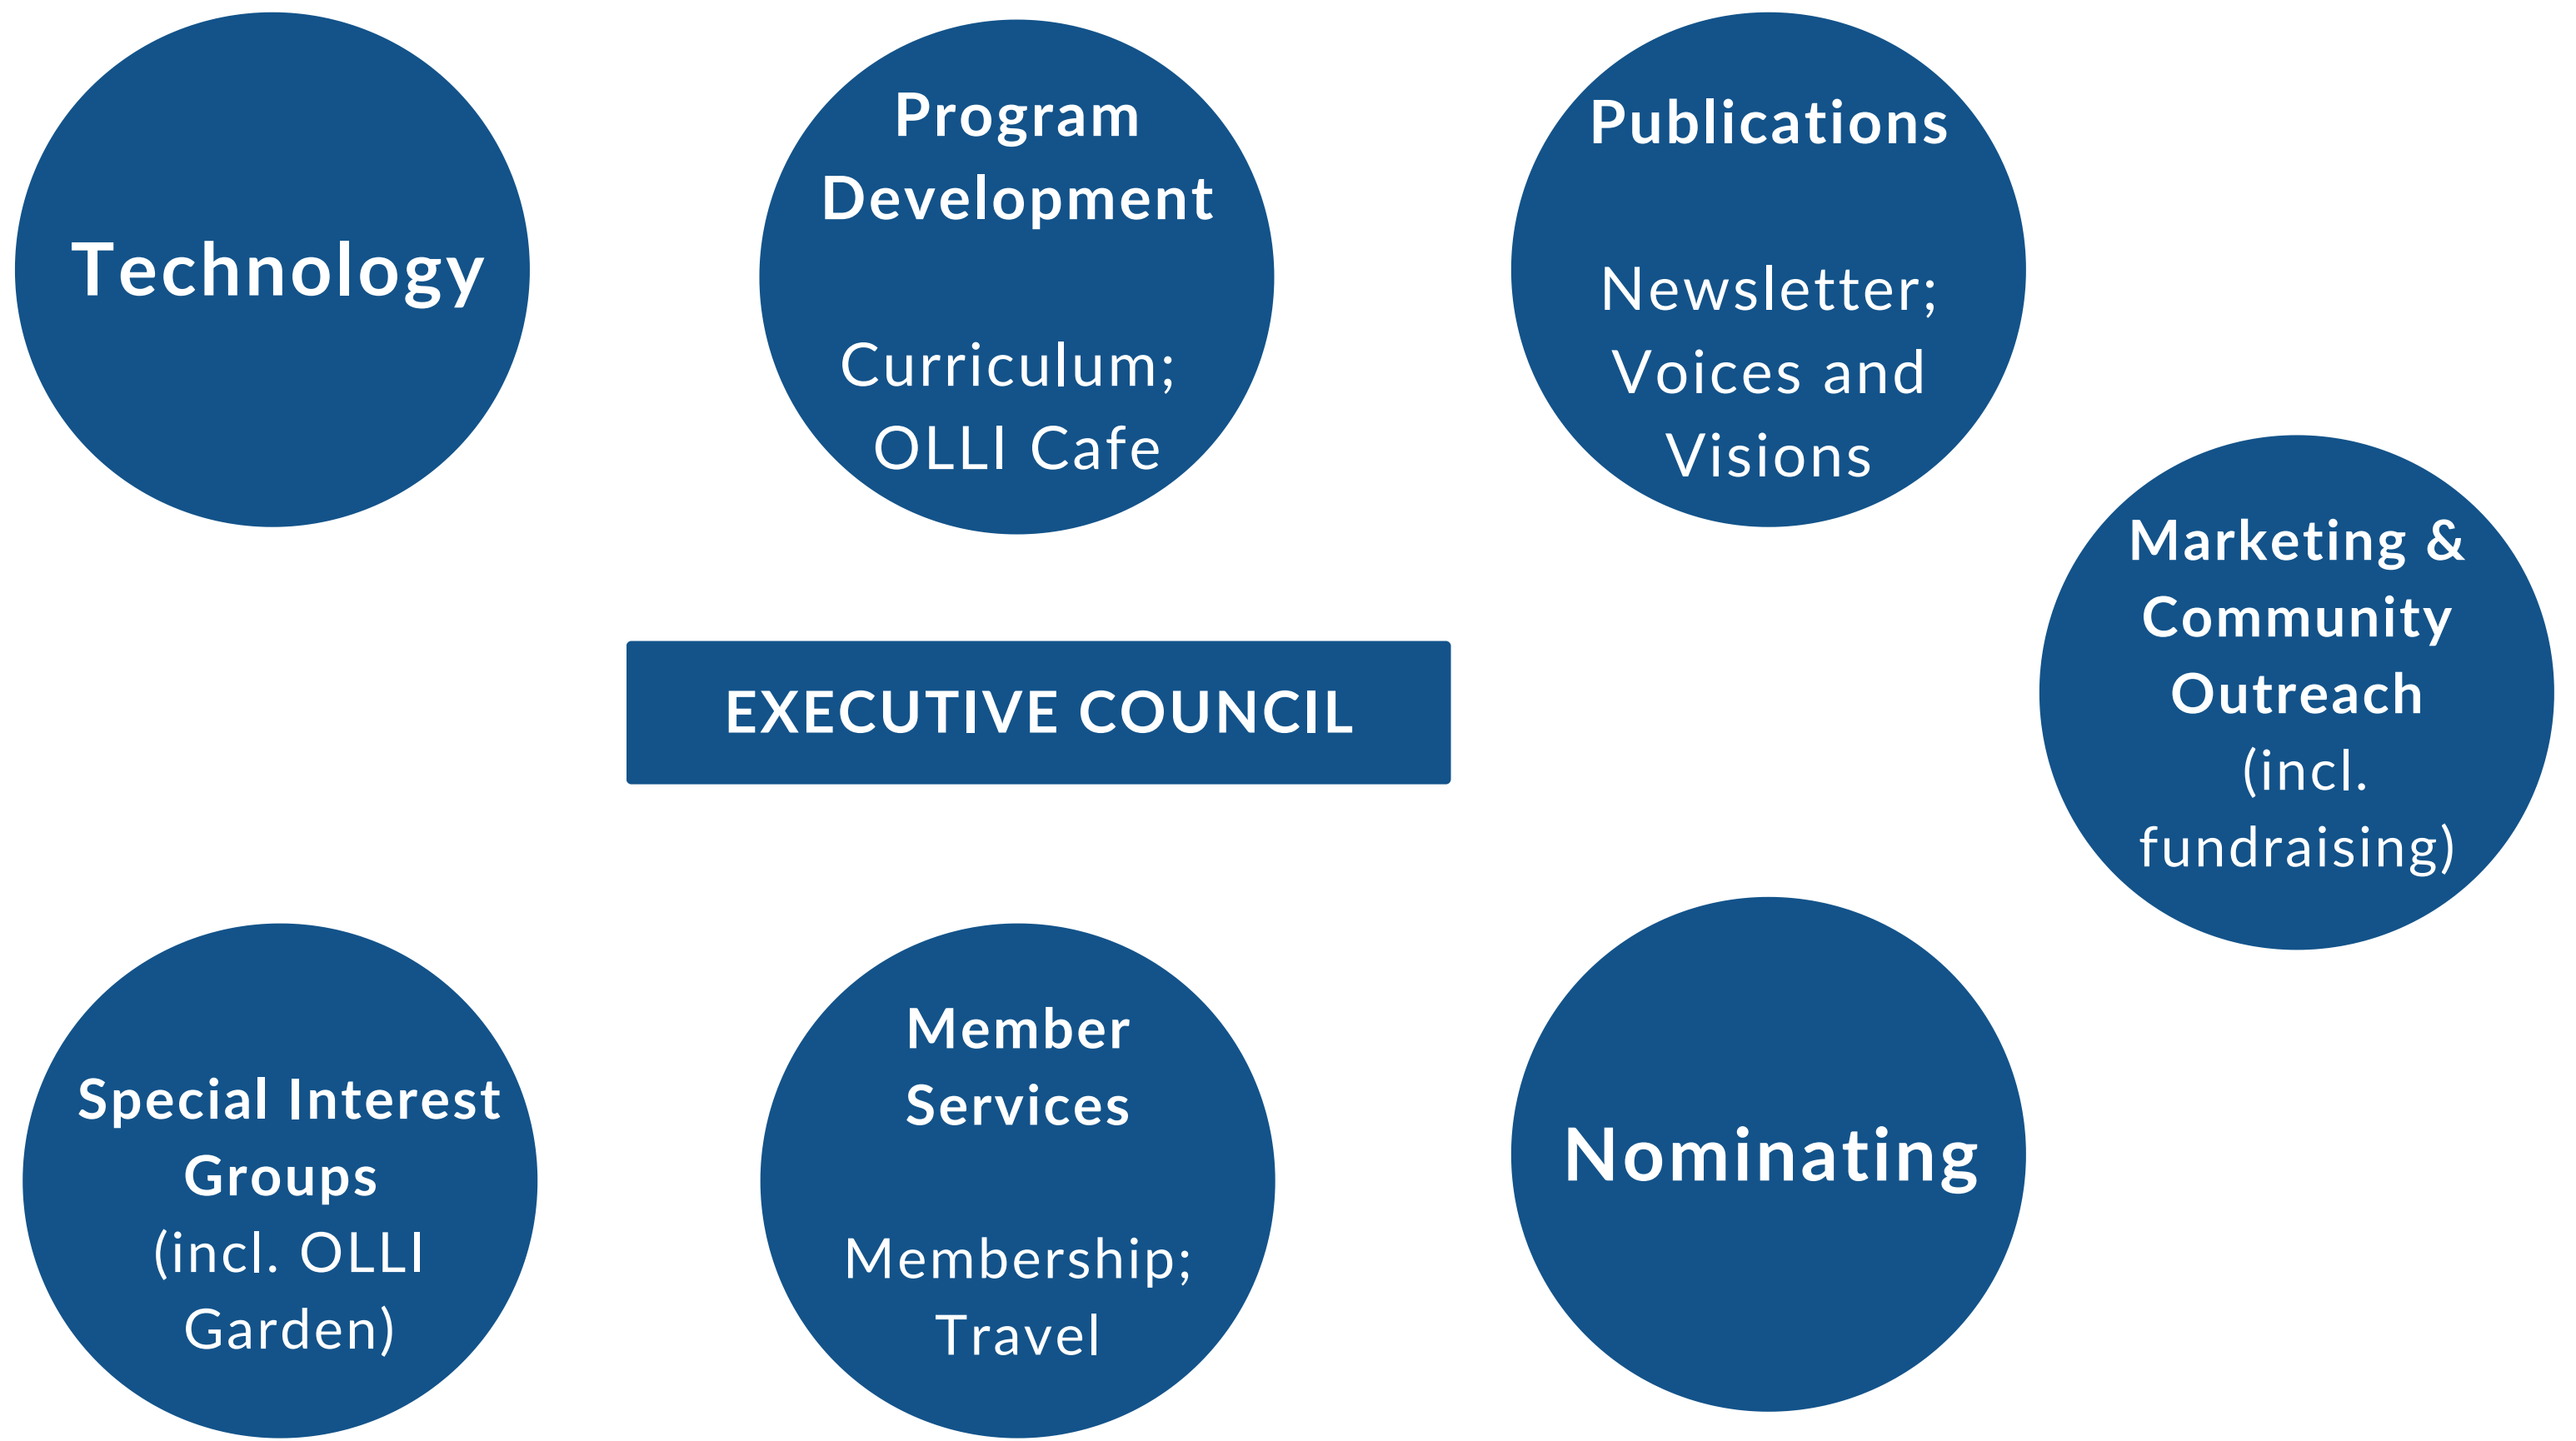 Technology
Program
Development
Curriculum;
OLLI Cafe
Publications
Newsletter;
Voices and
Visions
Marketing &
Community
Outreach
(incl.
fundraising)
EXECUTIVE COUNCIL
Special Interest
Groups
(incl. OLLI
Garden)
Member
Services
Membership;
Travel
Nominating